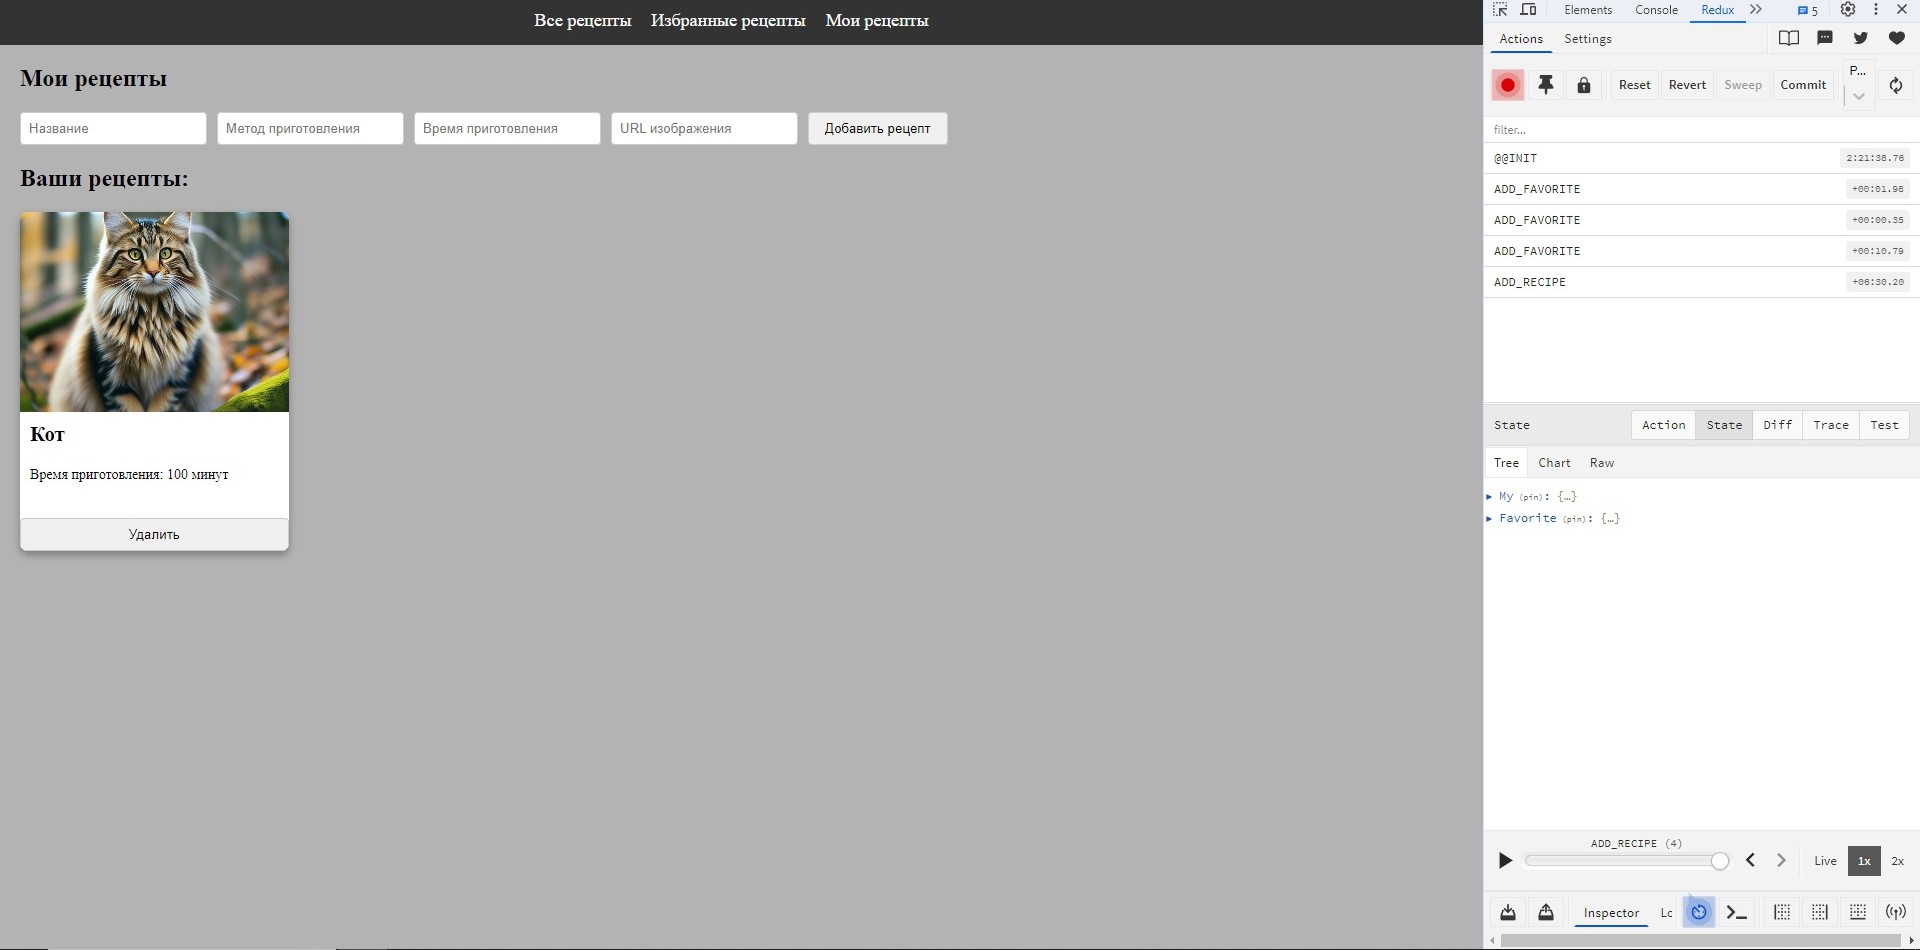 Все рецепты Избранные рецепты Мои рецепты
Мои рецепты
Название Метод приготовления Время приготовления URL изображения Добавить рецепт
Ваши рецепты:
Кот
Время приготовления: 100 минут
Удалить
Elements Console Redux 5
Actions Settings
Reset Revert Sweep Commit P...
filter...
@@INIT 2:21:38.76
ADD_FAVORITE +00:01.98
ADD_FAVORITE +00:00.35
ADD_FAVORITE +00:10.79
ADD_RECIPE +06:30.20
State Action State Diff Trace Test
Tree Chart Raw
My (pin): {…}
Favorite (pin): {…}
ADD_RECIPE (4)
Live 1x 2x
Inspector Lc